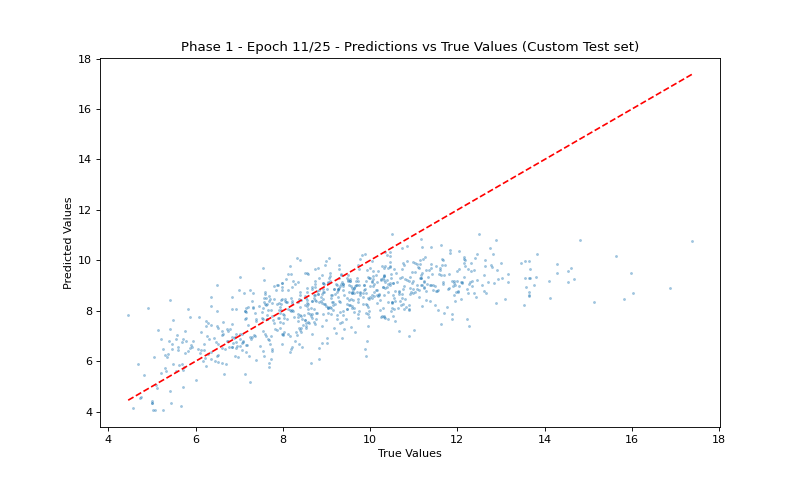 Phase 1 - Epoch 11/25 - Predictions vs True Values (Custom Test set)
18
16
14
12
10
8
6
4
Predicted Values
4 6 8 10 12 14 16 18
True Values